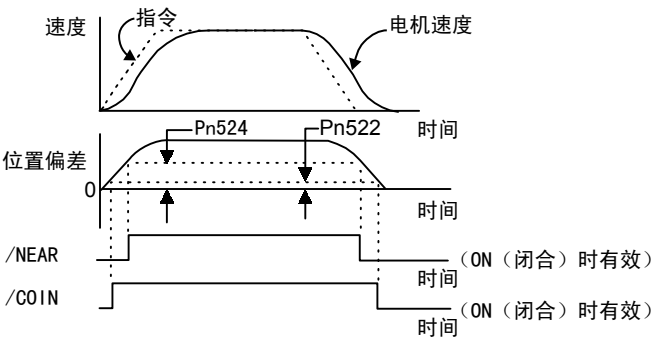 速度
指令
电机速度
时间
位置偏差
Pn524
Pn522
0
时间
/NEAR
(ON（闭合）时有效)
时间
/COIN
(ON（闭合）时有效)
时间